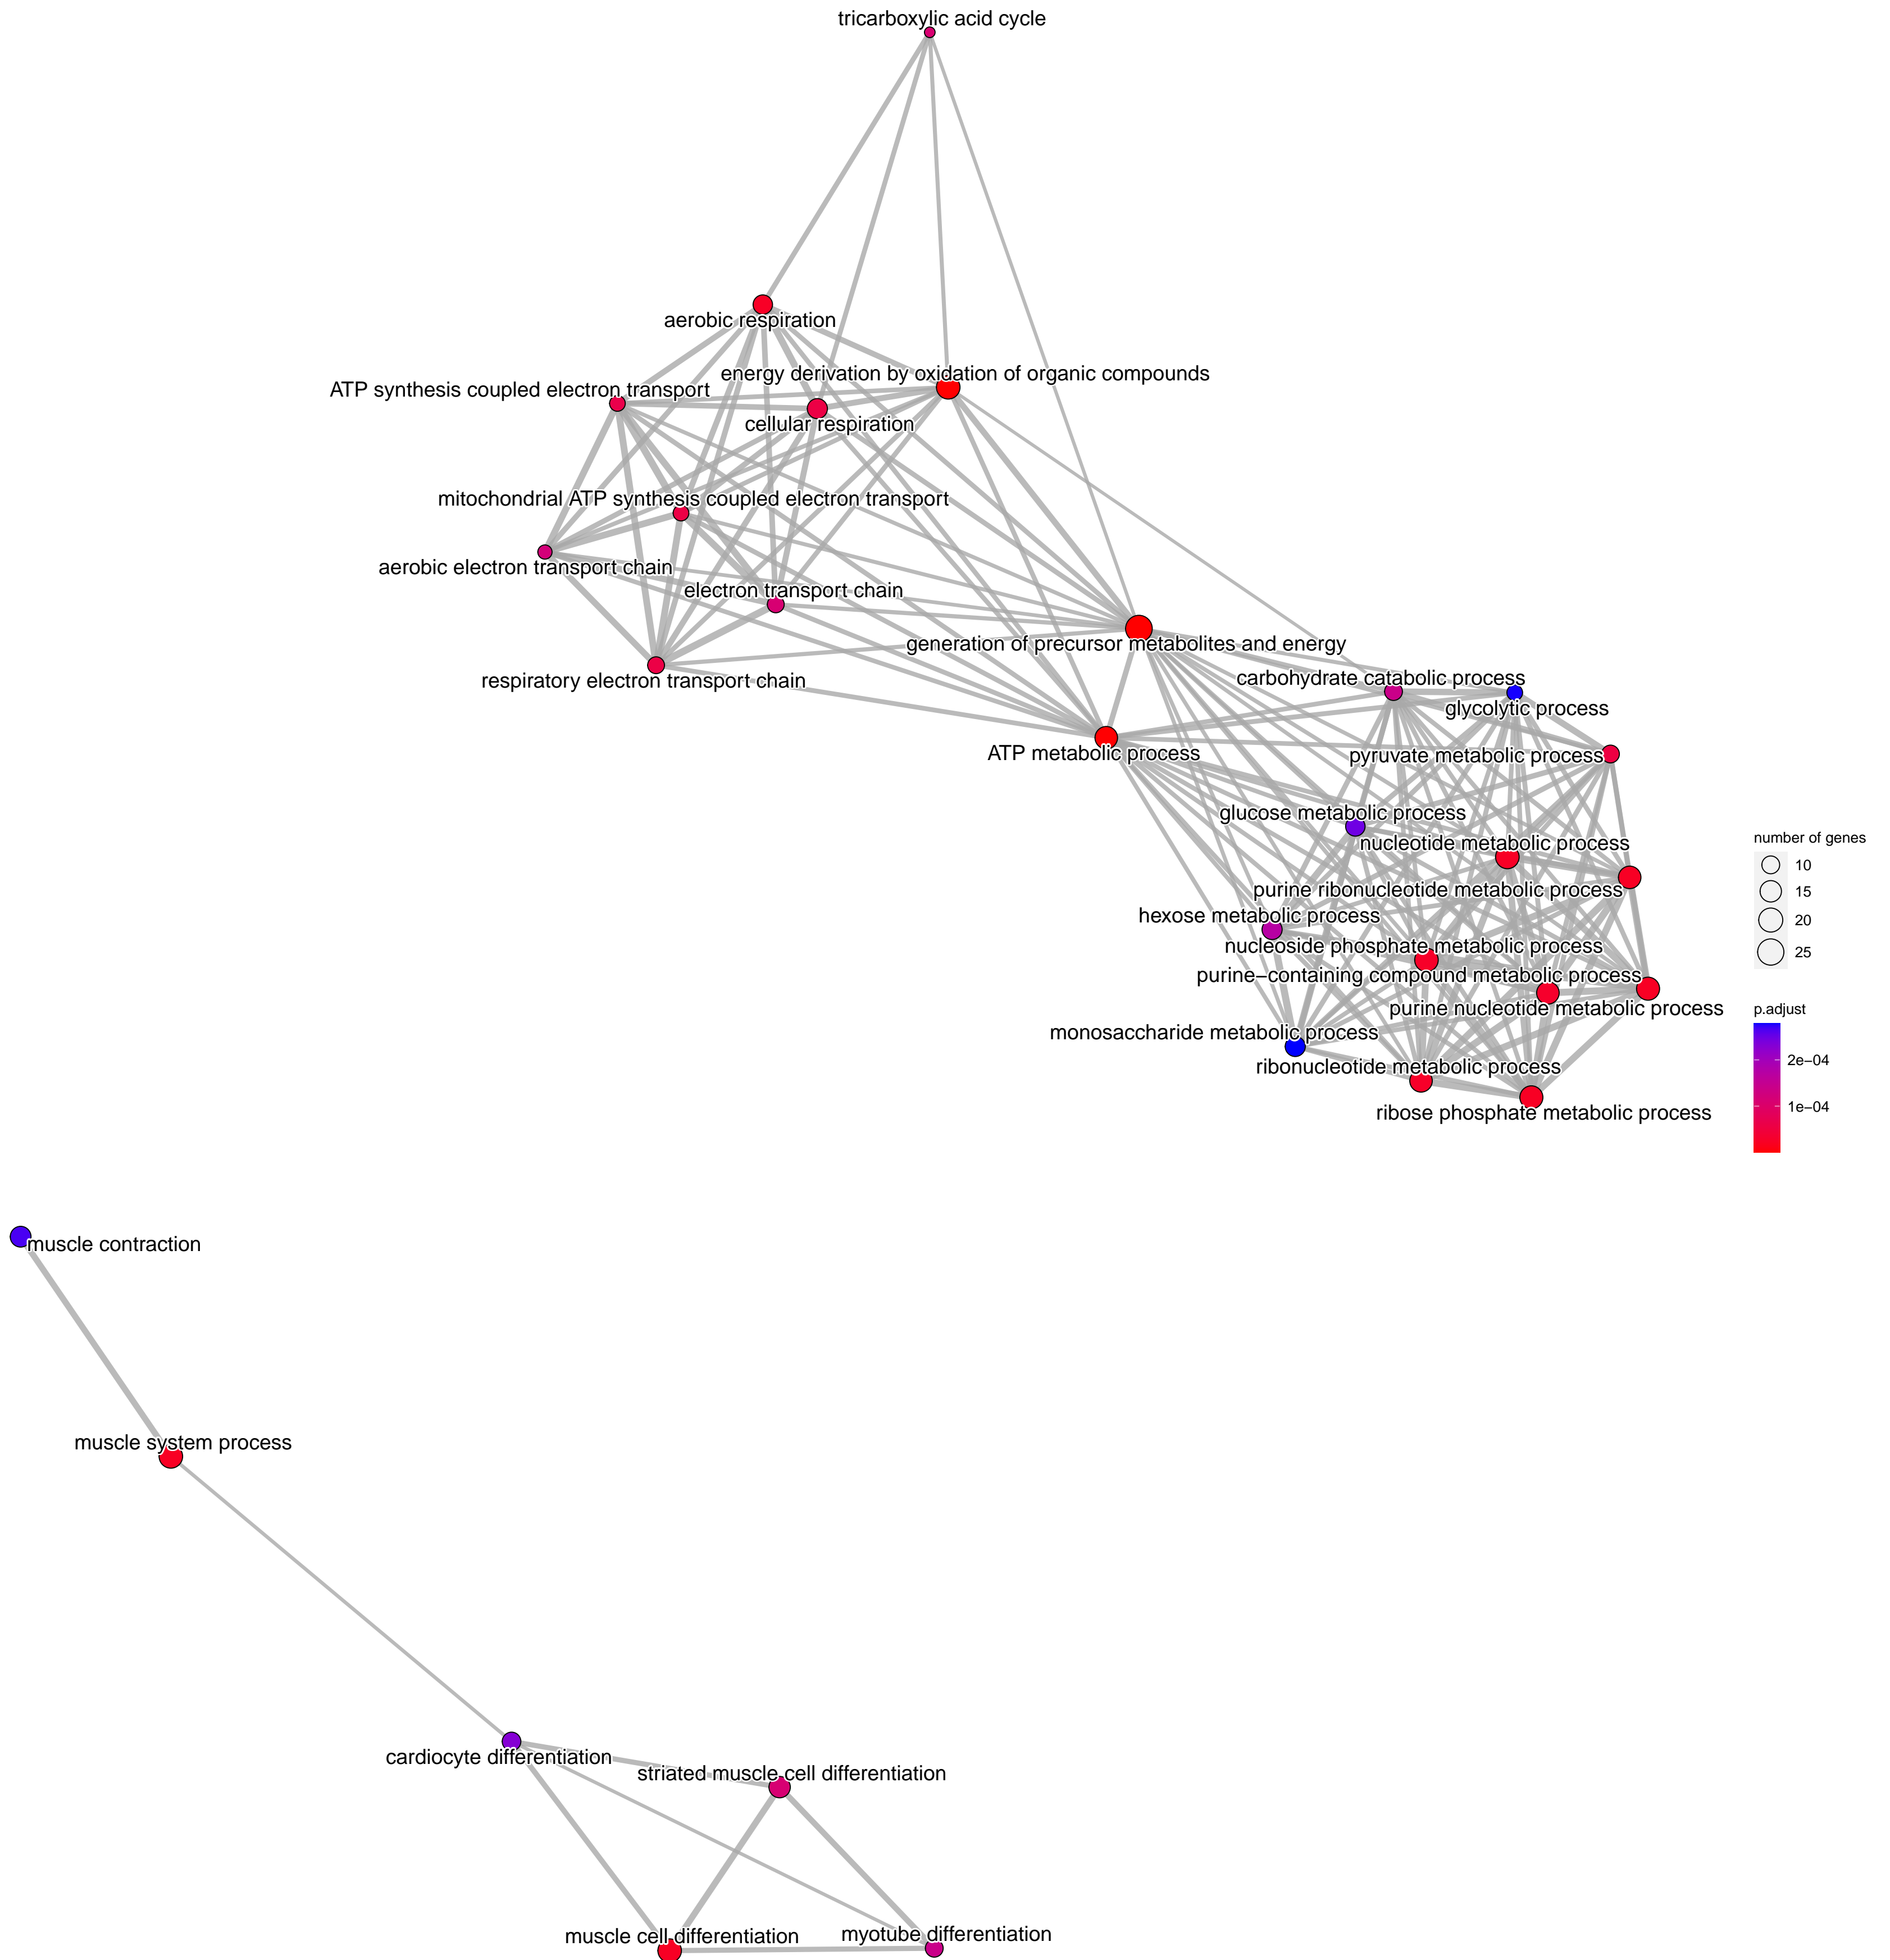 tricarboxylic acid cycle
aerobic respiration
energy derivation by oxidation of organic compounds
ATP synthesis coupled electron transport
cellular respiration
mitochondrial ATP synthesis coupled electron transport
aerobic electron transport chain
electron transport chain
generation of precursor metabolites and energy
respiratory electron transport chain
carbohydrate catabolic process
glycolytic process
ATP metabolic process
pyruvate metabolic process
glucose metabolic process
nucleotide metabolic process
purine ribonucleotide metabolic process
hexose metabolic process
nucleoside phosphate metabolic process
purine−containing compound metabolic process
purine nucleotide metabolic process
monosaccharide metabolic process
ribonucleotide metabolic process
ribose phosphate metabolic process
number of genes
10
15
20
25
p.adjust
2e−04
1e−04
muscle contraction
muscle system process
cardiocyte differentiation
striated muscle cell differentiation
muscle cell differentiation
myotube differentiation